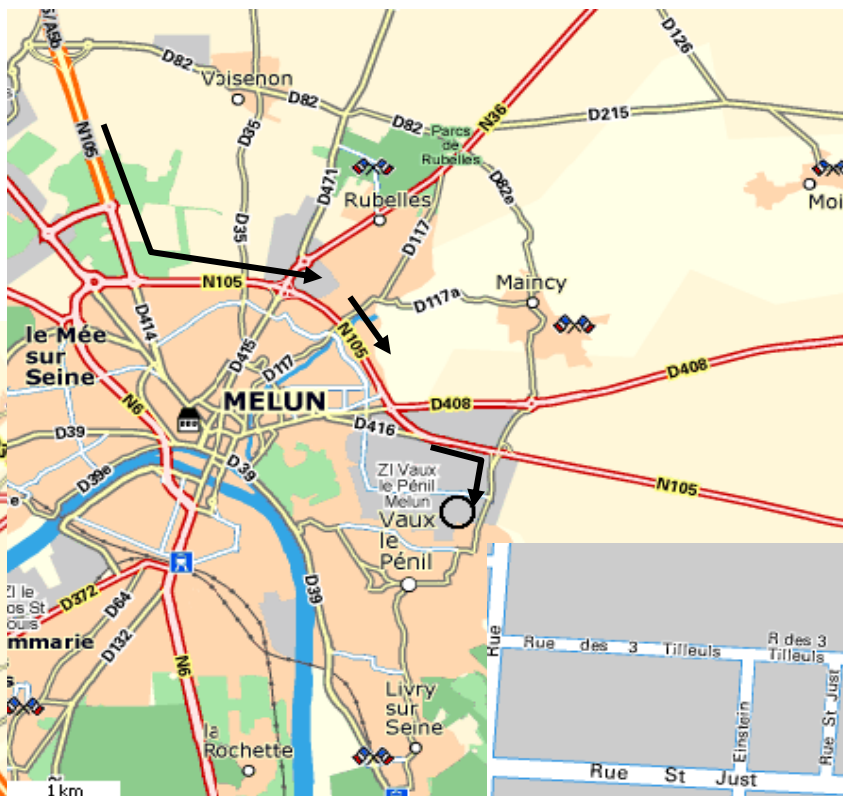 / A5b
D82
Voisenon
D82
D126
N105
D35
D471
D82
N36
D215
Parcs
de
Rubelles
D82e
Rubelles
Moi
D35
D117
N105
Maincy
D117a
D414
le Mée
sur
Seine
D415
D117
N105
D408
D408
MELUN
N6
D416
D39
D39
D39e
ZI Vaux
le Pénil
Melun
N105
e
Vaux
le
Pénil
ZI le
os St
ouis
D372
D64
D39
mmarie
D132
N6
s
Livry
sur
Seine
la
Rochette
1km
Rue
Rue des 3 Tilleuls
R des 3
Tilleuls
Einstein
Rue St Just
Rue St Just